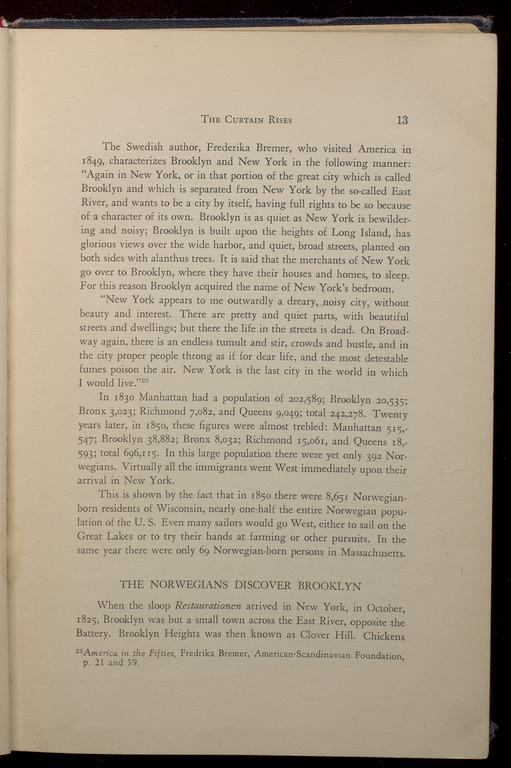 The Curtain Rises 13
The Swedish author, Frederika Bremer, who visited America in
1849, characterizes Brooklyn and New York in the following manner:
"Again in New York, or in that portion of the great city which is called
Brooklyn and which is separated from New York by the so-called East
River, and wants to be a city by itself, having full rights to be so because
of a character of its own. Brooklyn is as quiet as New York is bewilder-
ing and noisy; Brooklyn is built upon the heights of Long Island, has
glorious views over the wide harbor, and quiet, broad streets, planted on
both sides with alanthus trees. It is said that the merchants of New York
go over to Brooklyn, where they have their houses and homes, to sleep.
For this reason Brooklyn acquired the name of New York's bedroom.
"New York appears to me outwardly a dreary, noisy city, without
beauty and interest. There are pretty and quiet parts, with beautiful
streets and dwellings; but there the life in the streets is dead. On Broad-
way again, there is an endless tumult and stir, crowds and bustle, and in
the city proper people throng as if for dear life, and the most detestable
fumes poison the air. New York is the last city in the world in which
I would live."25
In 1830 Manhattan had a population of 202,589; Brooklyn 20,535;
Bronx 3,023; Richmond 7,082, and Queens 9,049; total 242,278. Twenty
years later, in 1850, these figures were almost trebled: Manhattan 515,-
547; Brooklyn 38,882; Bronx 8,032; Richmond 15,061, and Queens 18,-
593; total 696,115. In this large population there were yet only 392 Nor-
wegians. Virtually all the immigrants went West immediately upon their
arrival in New York.
This is shown by the fact that in 1850 there were 8,651 Norwegian-
born residents of Wisconsin, nearly one-half the entire Norwegian popu-
lation of the U. S. Even many sailors would go West, either to sail on the
Great Lakes or to try their hands at farming or other pursuits. In the
same year there were only 69 Norwegian-born persons in Massachusetts.
THE NORWEGIANS DISCOVER BROOKLYN
When the sloop Restaurationen arrived in New York, in October,
1825, Brooklyn was but a small town across the East River, opposite the
Battery. Brooklyn Heights was then known as Clover Hill. Chickens
25America in the Fifties, Fredrika Bremer, American-Scandinavian Foundation,
p. 21 and 39.